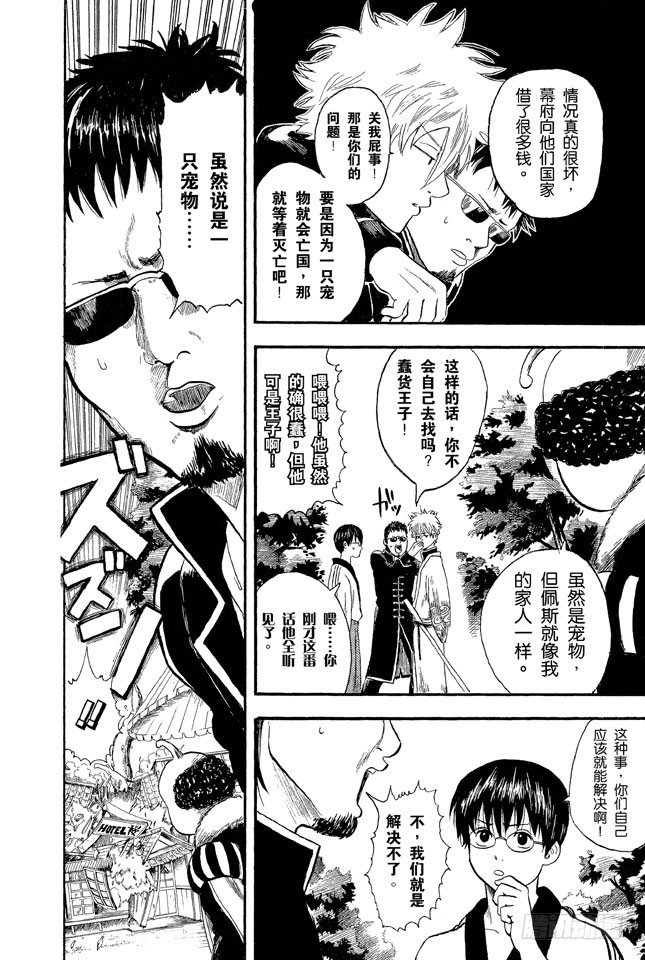 情况真的很坏，
幕府向他们国家
借了很多钱。
关我屁事！
那是你们的
问题！
要是因为一只宠
物就会亡国，那
就等着灭亡吧！
这样的话，你不
会自己去找吗？
蠢货王子！
喂喂喂！他虽然
的确很蠢，但他
可是王子啊！
ガッ
虽然是宠物，
但佩斯就像我
的家人一样。
喂……你
刚才这番
话他全听
见了。
这种事，你们自己
应该就能解决啊！
不，我们就是
解决不了。
虽然说是一
只宠物……
ズズゥン
HOTEL